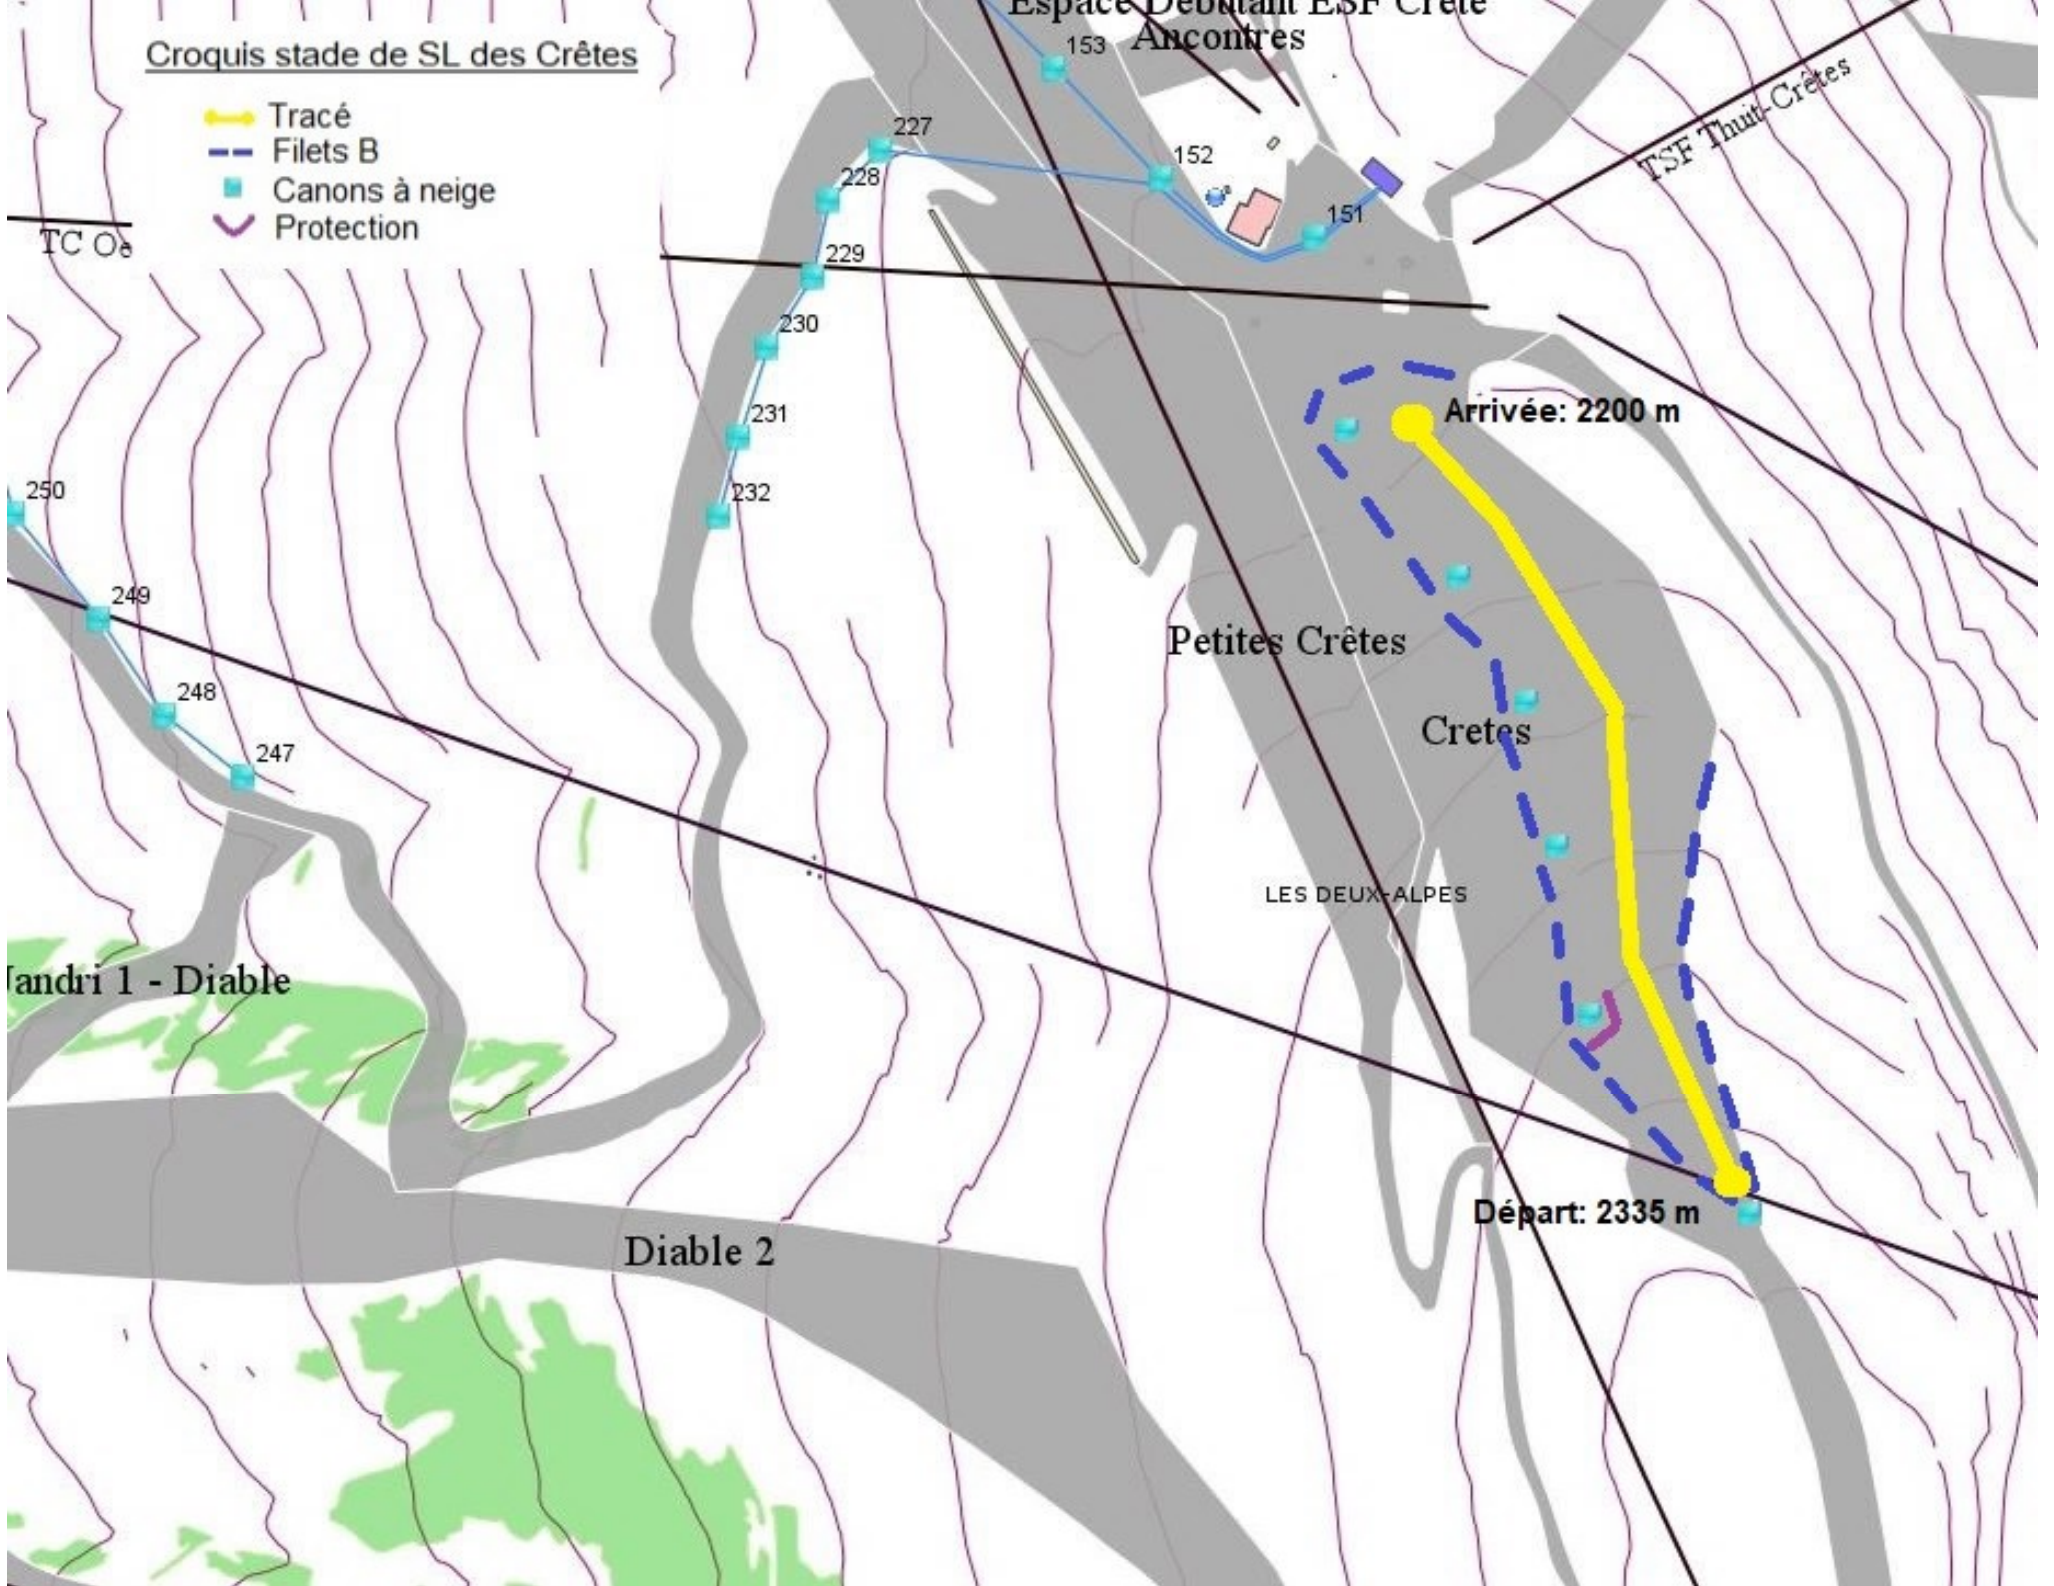 Espace Débutant ESF Crête
Ancontres
Croquis stade de SL des Crêtes
Tracé
Filets B
Canons à neige
Protection
153
227
152
228
151
TSF Thuit-Crêtes
TC
229
230
Arrivée: 2200 m
231
232
250
249
Petites Crêtes
248
Cretes
247
LES DEUX-ALPES
Jandri 1 - Diable
Départ: 2335 m
Diable 2